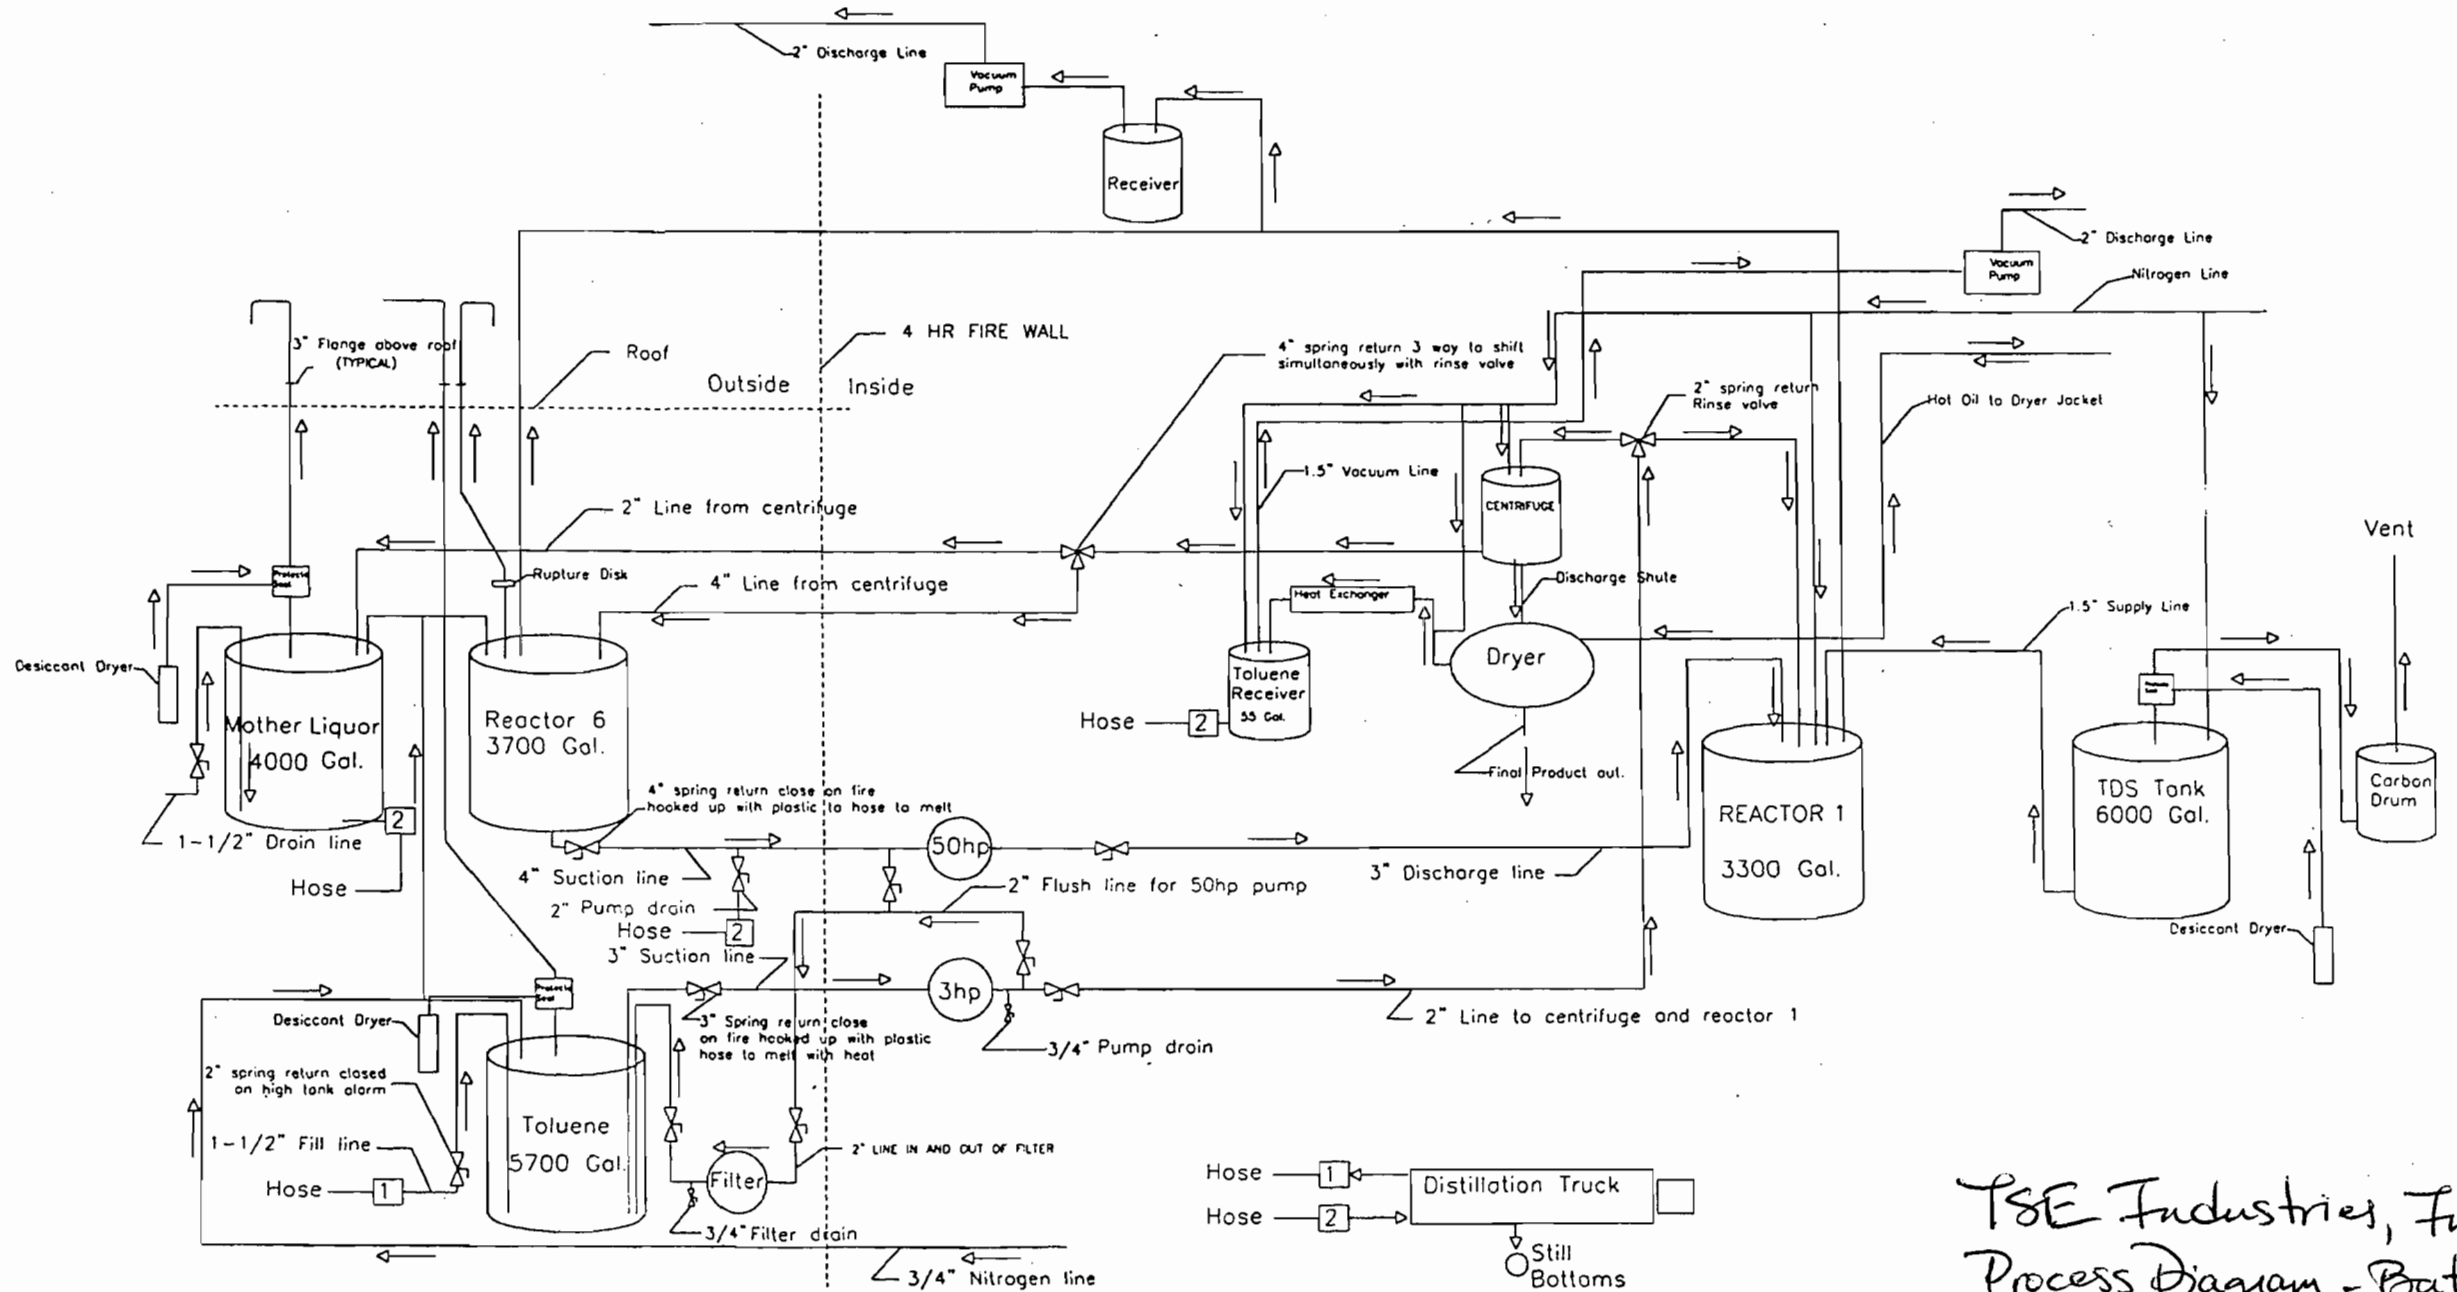 2" Discharge Line
Vacuum
Pump
Receiver
2" Discharge Line
Vacuum
Pump
Nitrogen Line
4 HR FIRE WALL
3" Flange above roof
(TYPICAL)
Roof
Outside
Inside
4" spring return 3 way to shift
simultaneously with rinse valve
2" spring return
Rinse valve
Hot Oil to Dryer Jacket
1.5" Vacuum Line
CENTRIFUGE
2" Line from centrifuge
Vent
Rupture Disk
4" Line from centrifuge
Discharge Shute
Heat Exchanger
1.5" Supply Line
Desiccant Dryer
Dryer
Toluene
Receiver
55 Gal.
Hose
2
Mother Liquor
4000 Gal.
Reactor 6
3700 Gal.
Final Product out.
REACTOR 1
3300 Gal.
TDS Tank
6000 Gal.
Carbon
Drum
4" spring return close on fire
hooked up with plastic to hose to melt
2
1-1/2" Drain line
Hose
50hp
4" Suction line
2" Flush line for 50hp pump
3" Discharge line
2" Pump drain
Hose
2
Desiccant Dryer
3" Suction line
3hp
Desiccant Dryer
3" Spring return close
on fire hooked up with plastic
hose to melt with heat
2" Line to centrifuge and reactor 1
3/4" Pump drain
2" spring return closed
on high tank alarm
Toluene
5700 Gal.
1-1/2" Fill line
Hose
1
2" LINE IN AND OUT OF FILTER
Filter
3/4" Filter drain
Hose
1
Distillation Truck
Hose
2
Still
Bottoms
3/4" Nitrogen line
TSE Industries,
Process Diagram -